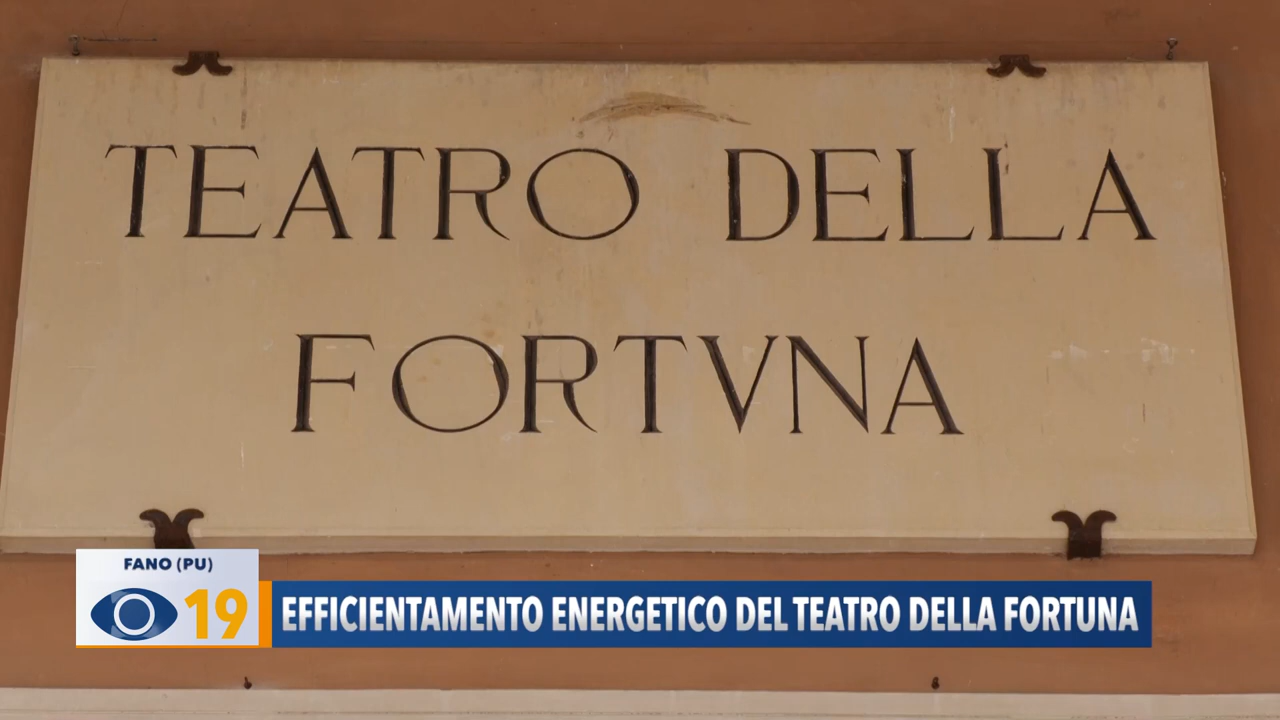 TEATRO DELLA
FORTVNA
FANO (PU)
19
EFFICIENTAMENTO ENERGETICO DEL TEATRO DELLA FORTUNA